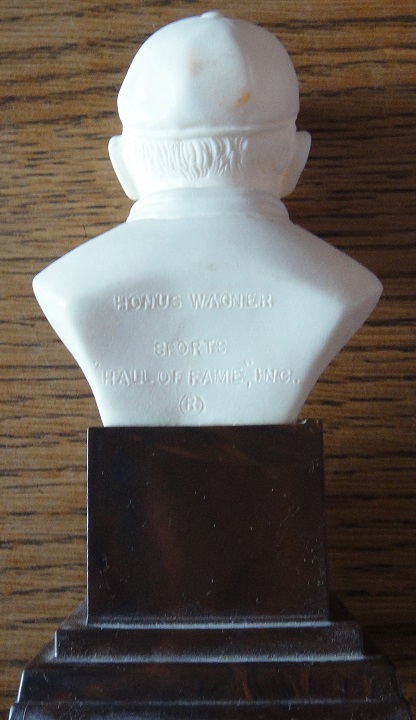 HONUS WAGNER
SPORTS
"HALL OF FAME", INC.
®